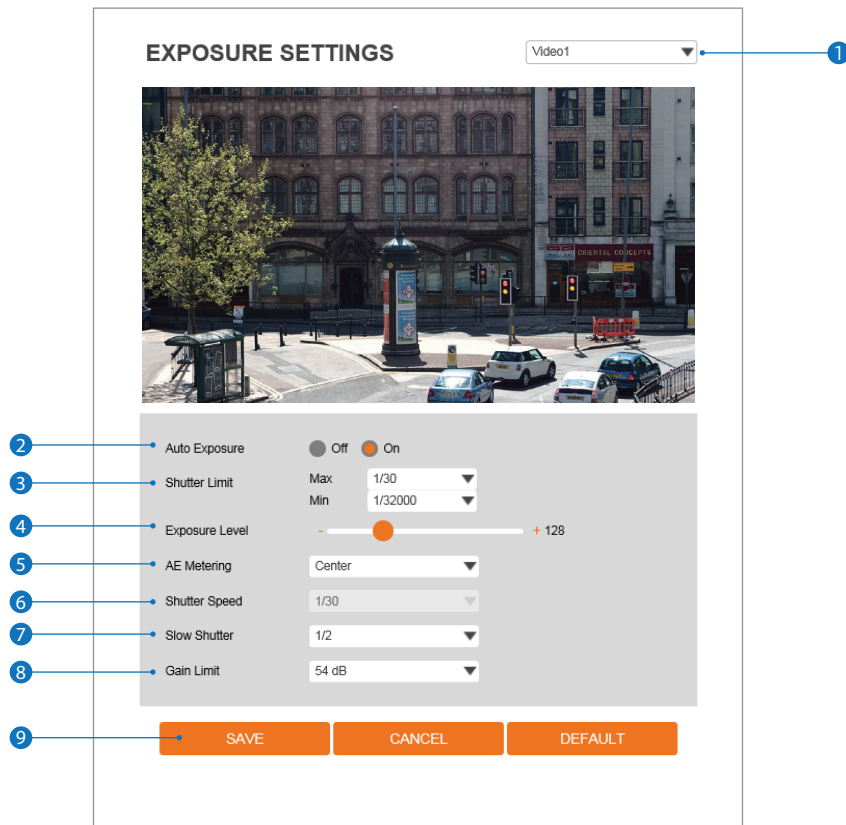 EXPOSURE SETTINGS
Video1
1
ORIENTAL CONCEPTS
2 Auto Exposure Off On
3 Shutter Limit Max 1/30
Min 1/32000
4 Exposure Level - + 128
5 AE Metering Center
6 Shutter Speed 1/30
7 Slow Shutter 1/2
8 Gain Limit 54 dB
9 SAVE CANCEL DEFAULT